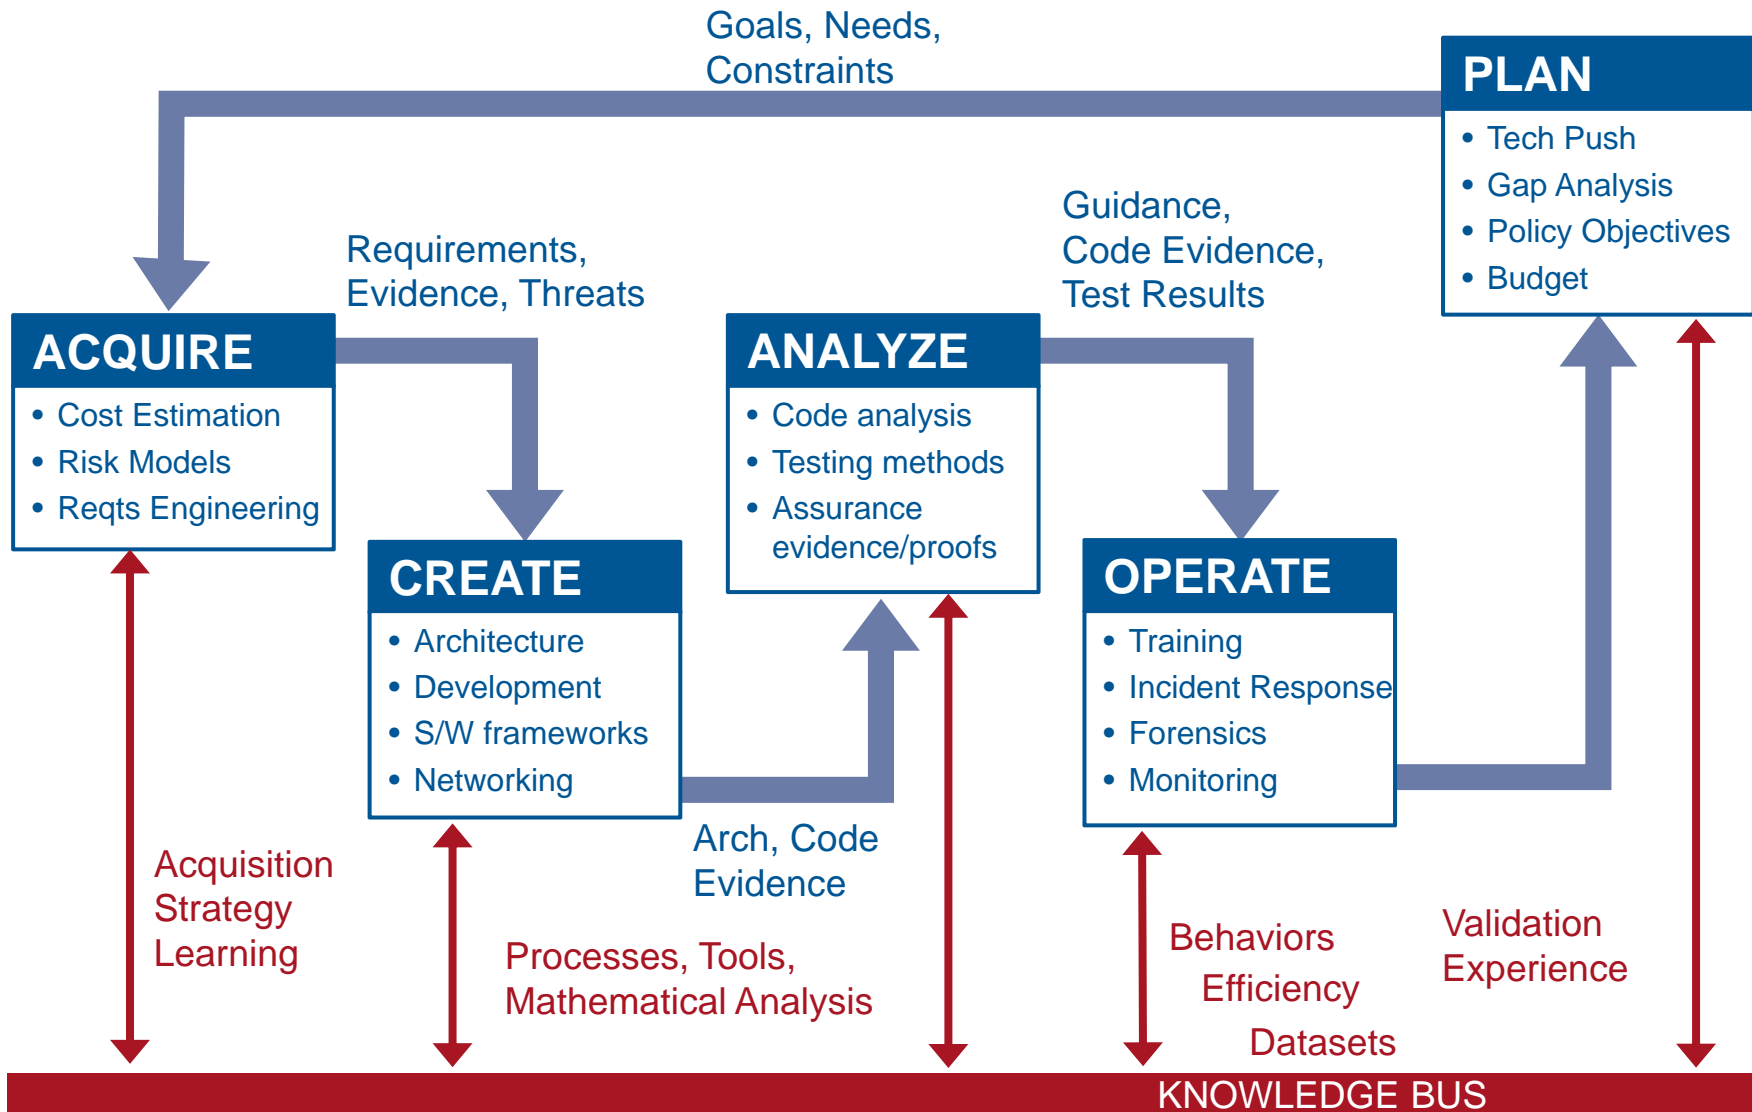 Goals, Needs,
Constraints
PLAN
• Tech Push
• Gap Analysis
• Policy Objectives
• Budget
Requirements,
Evidence, Threats
Guidance,
Code Evidence,
Test Results
ACQUIRE
• Cost Estimation
• Risk Models
• Reqts Engineering
ANALYZE
• Code analysis
• Testing methods
• Assurance
evidence/proofs
CREATE
• Architecture
• Development
• S/W frameworks
• Networking
OPERATE
• Training
• Incident Response
• Forensics
• Monitoring
Arch, Code
Evidence
Acquisition
Strategy
Learning
Processes, Tools,
Mathematical Analysis
Behaviors
Efficiency
Datasets
Validation
Experience
KNOWLEDGE BUS